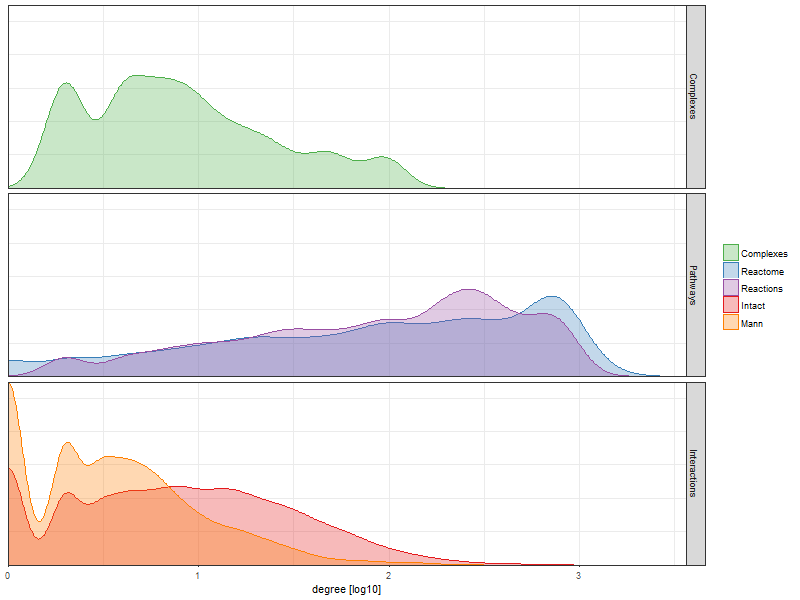 Complexes
Pathways
Interactions
0
1
2
3
degree [log10]
Complexes
Reactome
Reactions
Intact
Mann